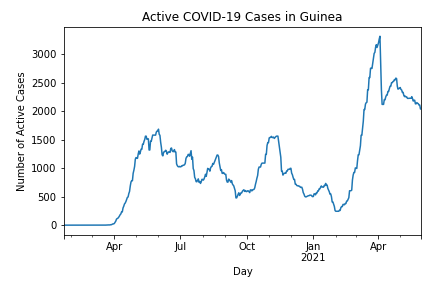 Active COVID-19 Cases in Guinea
Number of Active Cases
3000
2500
2000
1500
1000
500
0
Apr
Jul
Oct
Jan
2021
Apr
Day